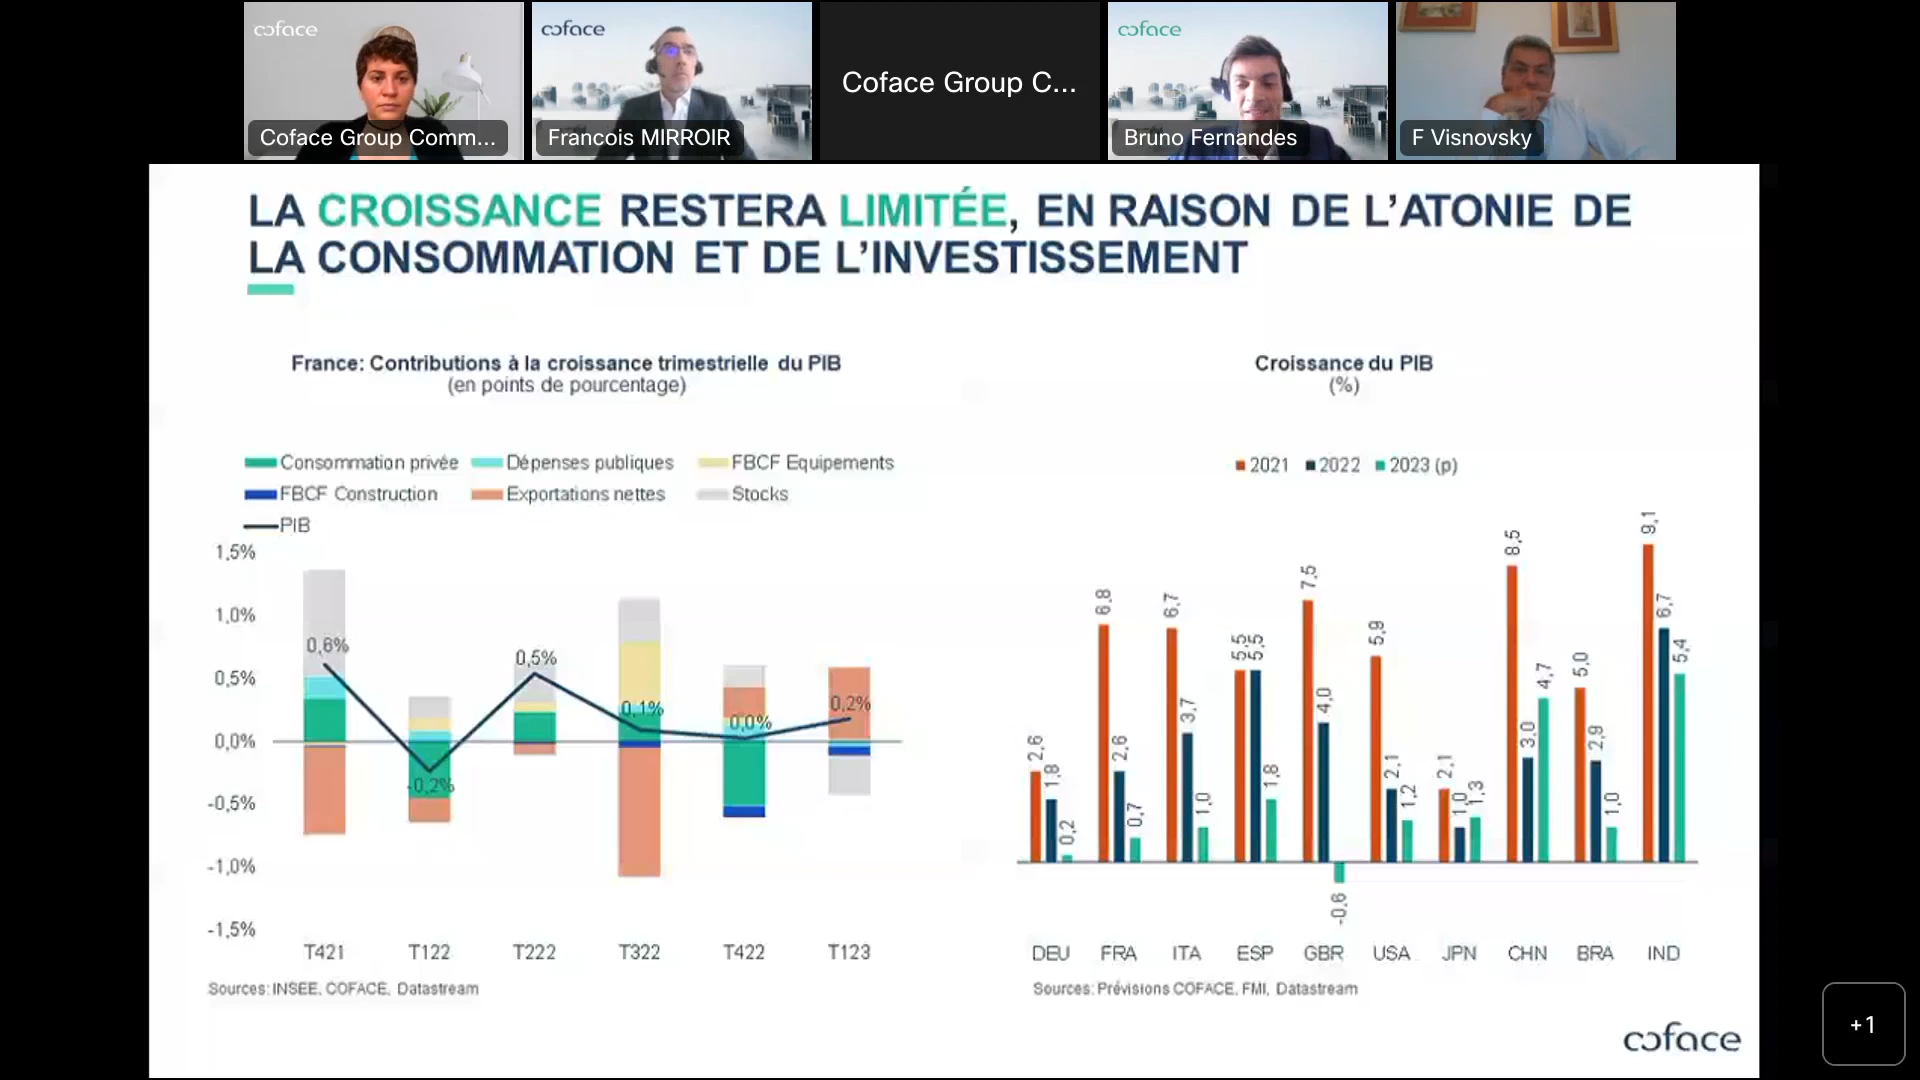 coface
coface
coface
Coface Group C...
Coface Group Comm...
Francois MIRROIR
Bruno Fernandes
F Visnovsky
LA CROISSANCE RESTERA LIMITÉE, EN RAISON DE L’ATONIE DE
LA CONSOMMATION ET DE L’INVESTISSEMENT
France: Contributions à la croissance trimestrielle du PIB
(en points de pourcentage)
Consommation privée Dépenses publiques FBCF Equipements
FBCF Construction Exportations nettes Stocks
PIB
1,5%
1,0%
0,5%
0,0%
-0,5%
-1,0%
-1,5%
0,6%
-0,2%
0,5%
0,1%
0,0%
0,2%
T421 T122 T222 T322 T422 T123
Sources: INSEE, COFACE, Datastream
Croissance du PIB
(%)
2021 2022 2023 (p)
2,6 1,8 0,2
6,8 2,6 0,7
6,7 3,7 1,0
5,5 5,5 1,8
7,5 4,0 -0,6
5,9 2,1 1,2
2,1 1,0 1,3
8,5 3,0 4,7
5,0 2,9 1,0
9,1 6,7 5,4
DEU FRA ITA ESP GBR USA JPN CHN BRA IND
Sources: Prévisions COFACE, FMI, Datastream
coface
+1